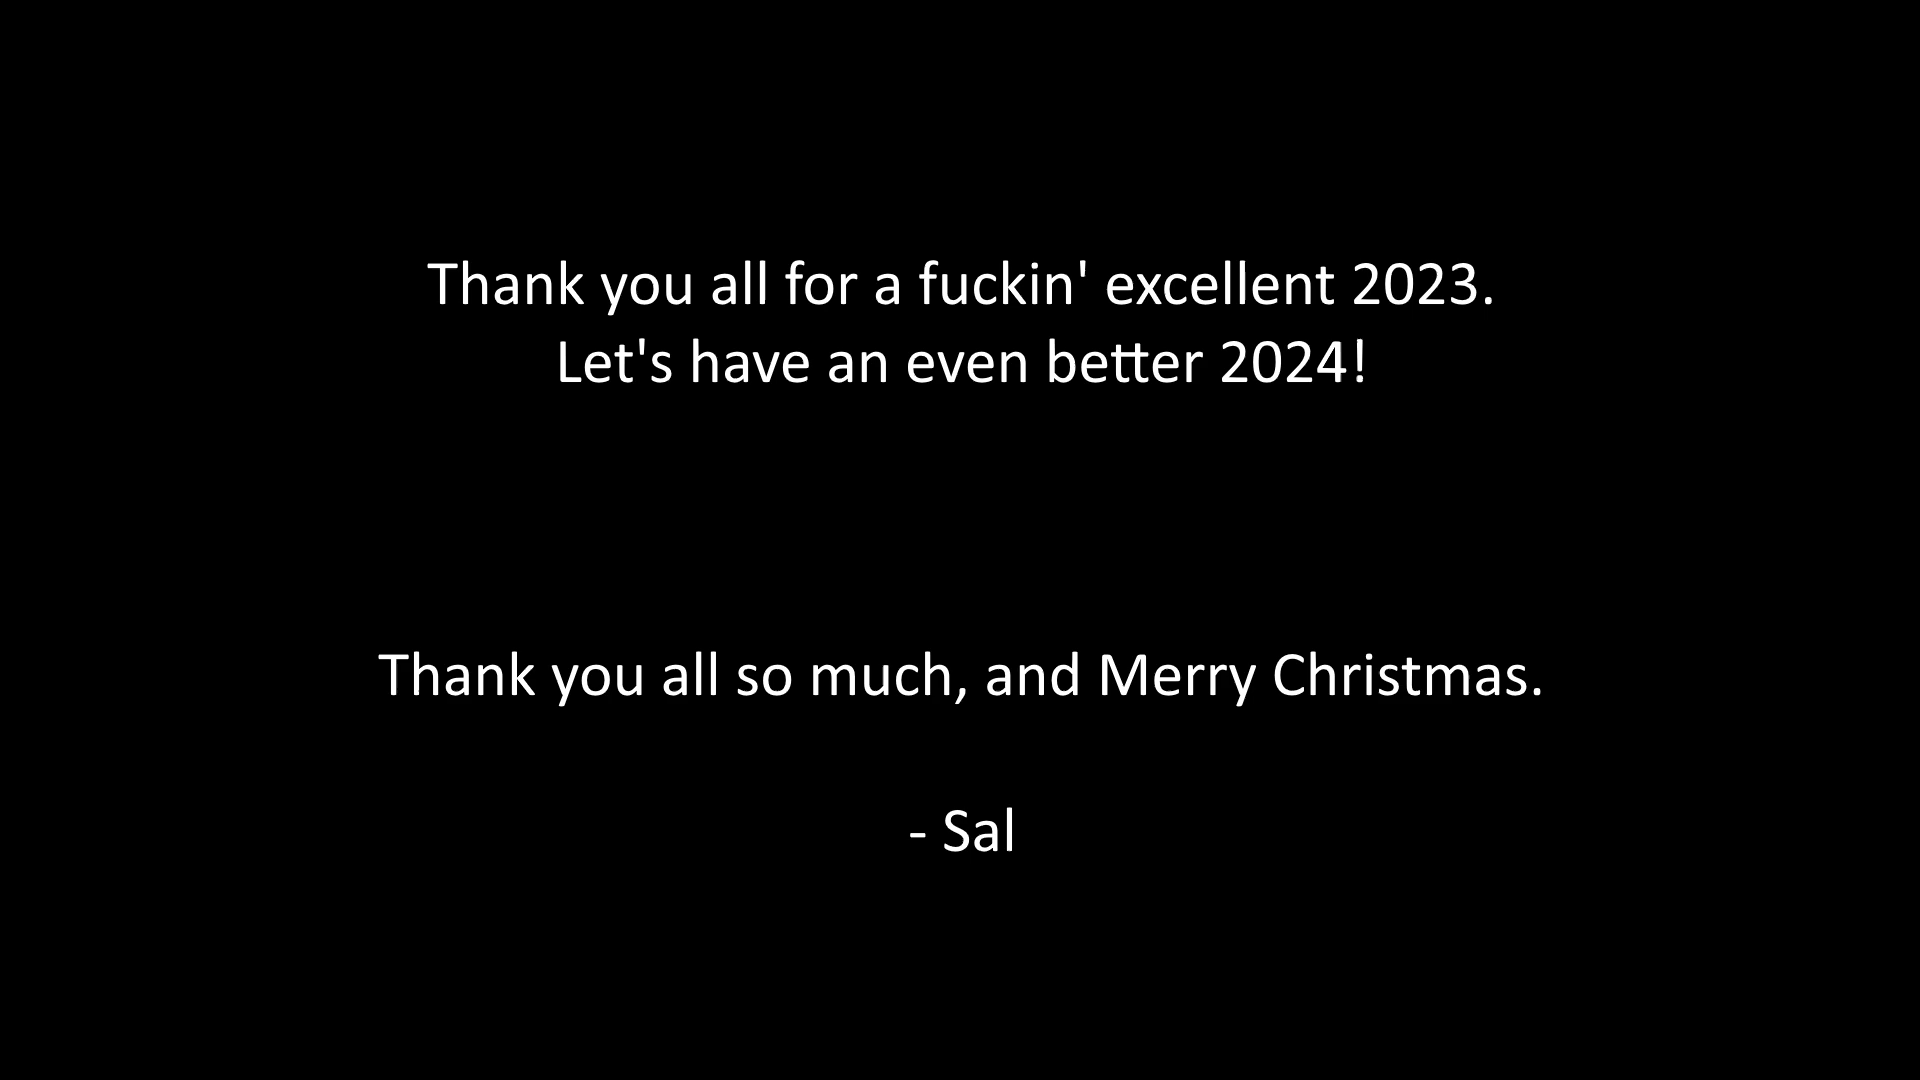 Thank you all for a fuckin' excellent 2023.
Let's have an even better 2024!
Thank you all so much, and Merry Christmas.
- Sal